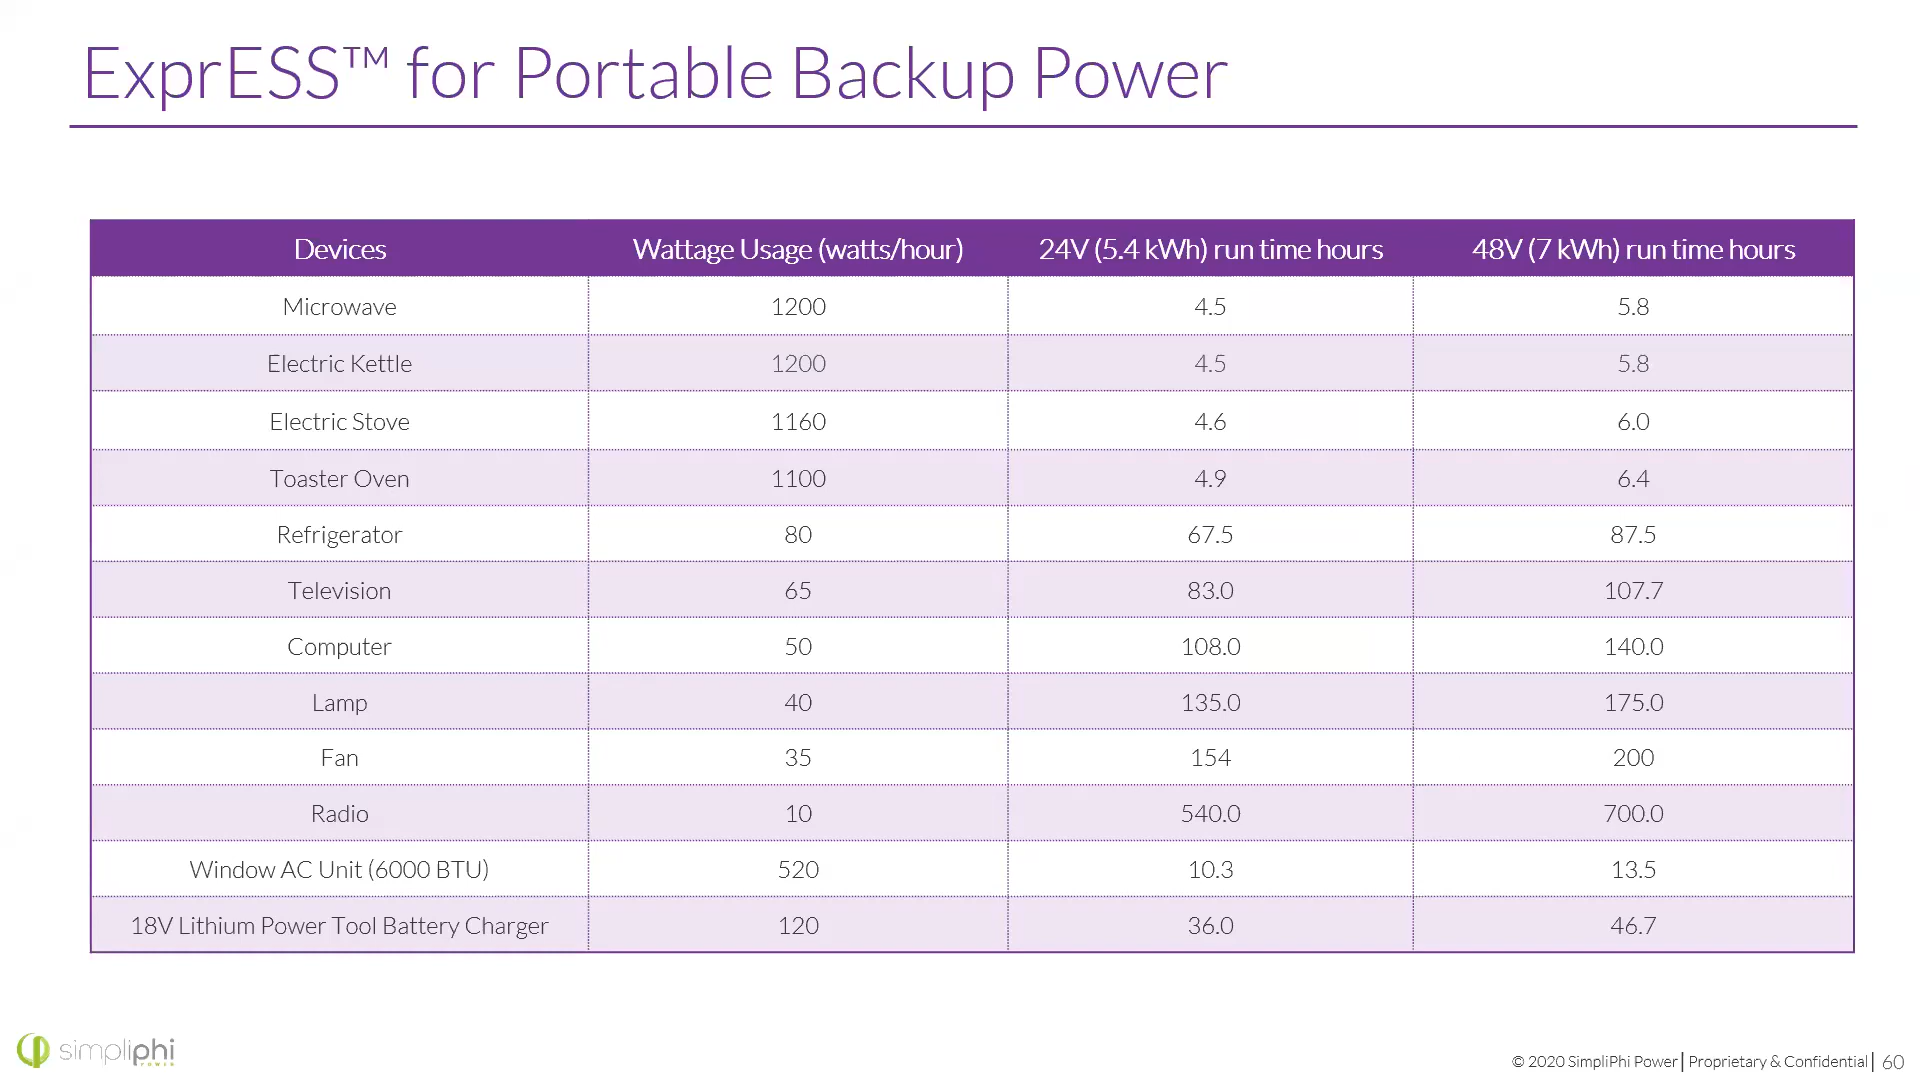 ExprESS™ for Portable Backup Power
Devices Wattage Usage (watts/hour) 24V (5.4 kWh) run time hours 48V (7 kWh) run time hours
Microwave 1200 4.5 5.8
Electric Kettle 1200 4.5 5.8
Electric Stove 1160 4.6 6.0
Toaster Oven 1100 4.9 6.4
Refrigerator 80 67.5 87.5
Television 65 83.0 107.7
Computer 50 108.0 140.0
Lamp 40 135.0 175.0
Fan 35 154 200
Radio 10 540.0 700.0
Window AC Unit (6000 BTU) 520 10.3 13.5
18V Lithium Power Tool Battery Charger 120 36.0 46.7
simpliphi
POWER
© 2020 SimpliPhi Power| Proprietary & Confidential| 60